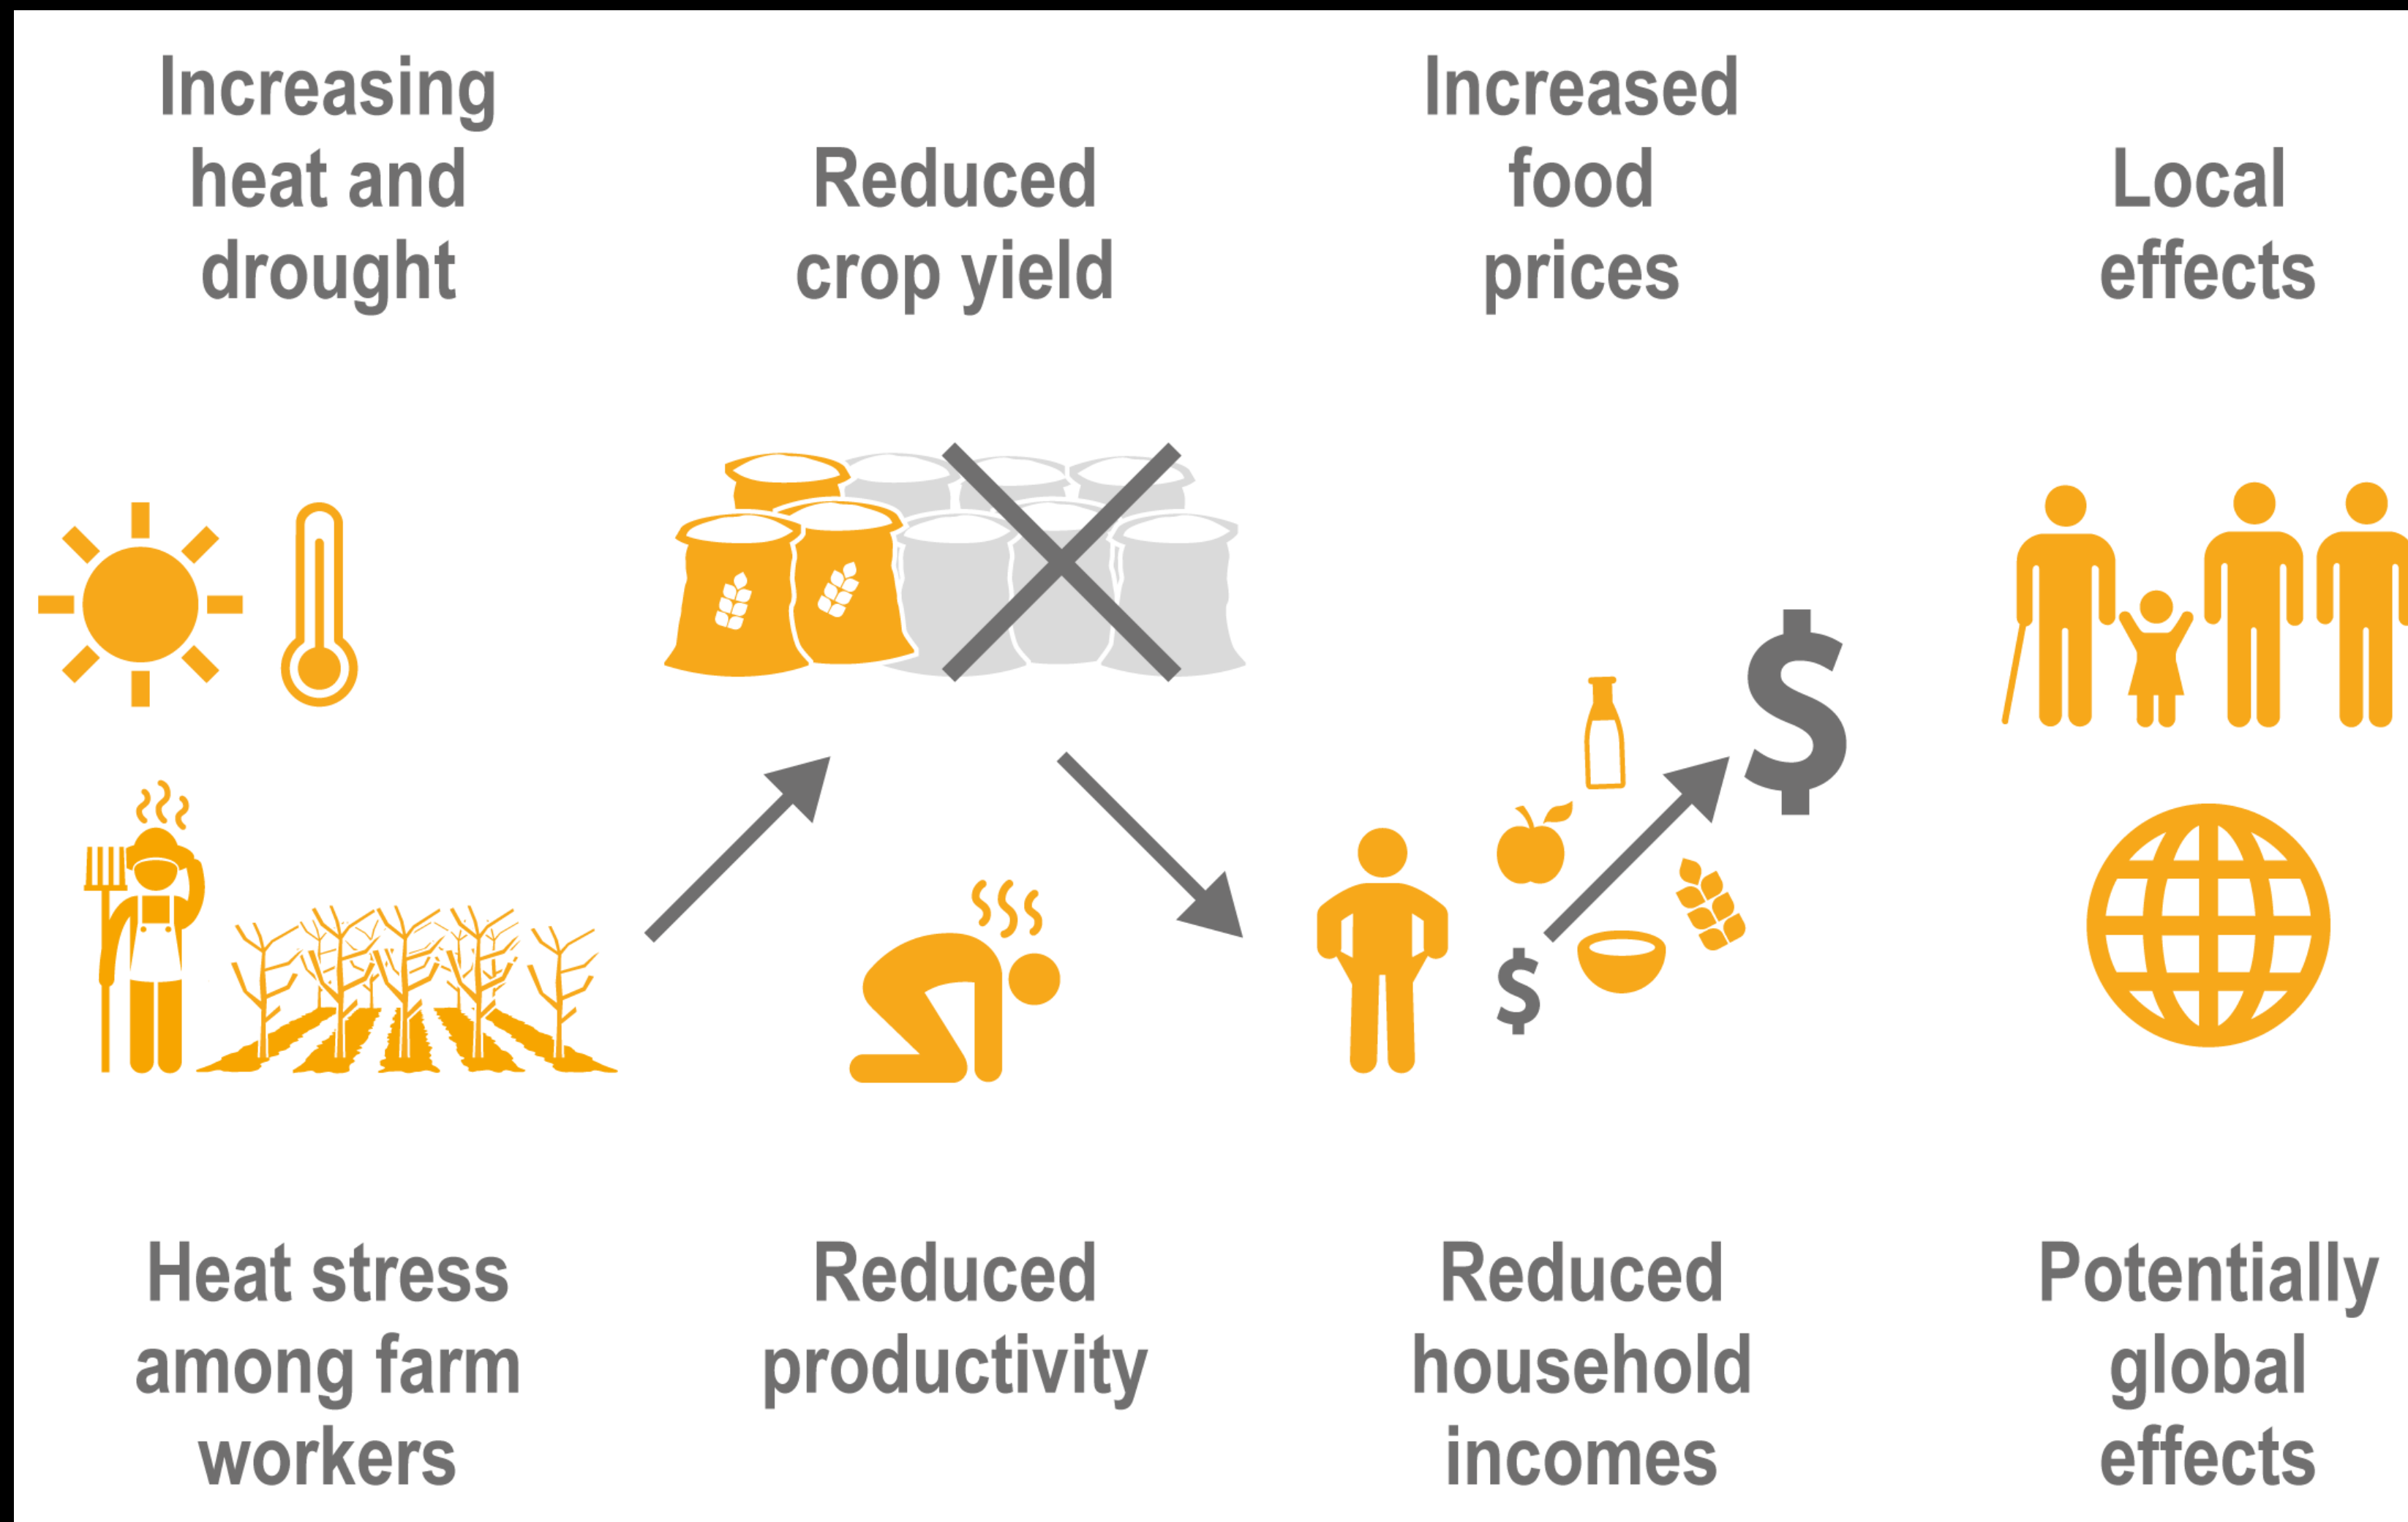 Increasing
heat and
drought
Reduced
crop yield
Increased
food
prices
Local
effects
$
$
Heat stress
among farm
workers
Reduced
productivity
Reduced
household
incomes
Potentially
global
effects